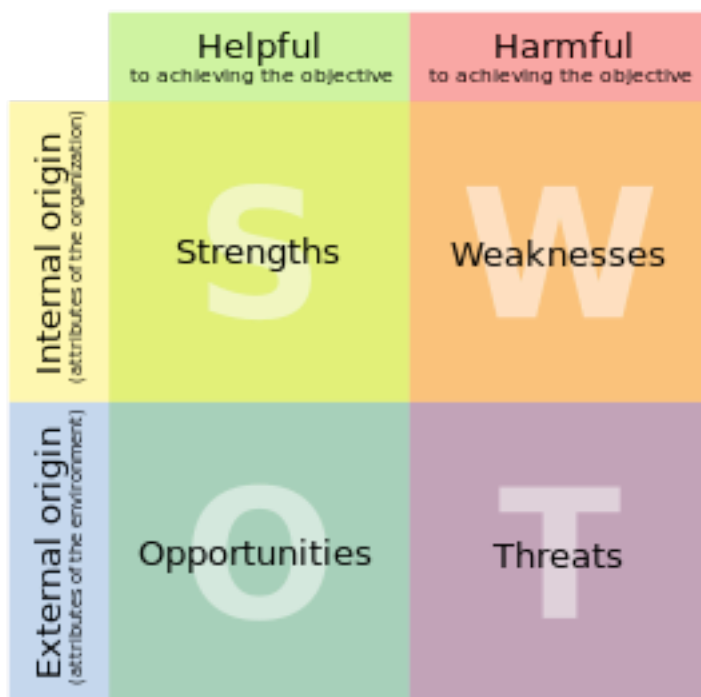 Helpful
to achieving the objective
Harmful
to achieving the objective
Internal origin
(attributes of the organization)
S
Strengths
W
Weaknesses
External origin
(attributes of the environment)
O
Opportunities
T
Threats